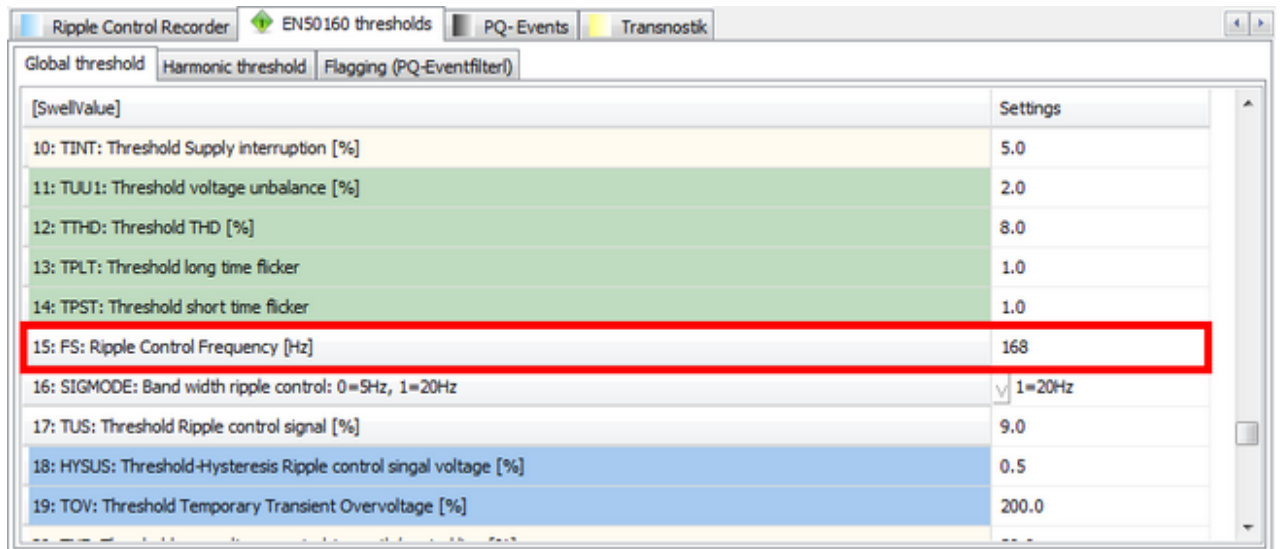 Ripple Control Recorder EN50160 thresholds PQ- Events Transnostik
Global threshold Harmonic threshold Flagging (PQ-Eventfilterl)
[SwellValue] Settings
10: TINT: Threshold Supply interruption [%] 5.0
11: TUU1: Threshold voltage unbalance [%] 2.0
12: TTHD: Threshold THD [%] 8.0
13: TPLT: Threshold long time flicker 1.0
14: TPST: Threshold short time flicker 1.0
15: FS: Ripple Control Frequency [Hz] 168
16: SIGMODE: Band width ripple control: 0=5Hz, 1=20Hz 1=20Hz
17: TUS: Threshold Ripple control signal [%] 9.0
18: HYSUS: Threshold-Hysteresis Ripple control singal voltage [%] 0.5
19: TOV: Threshold Temporary Transient Overvoltage [%] 200.0